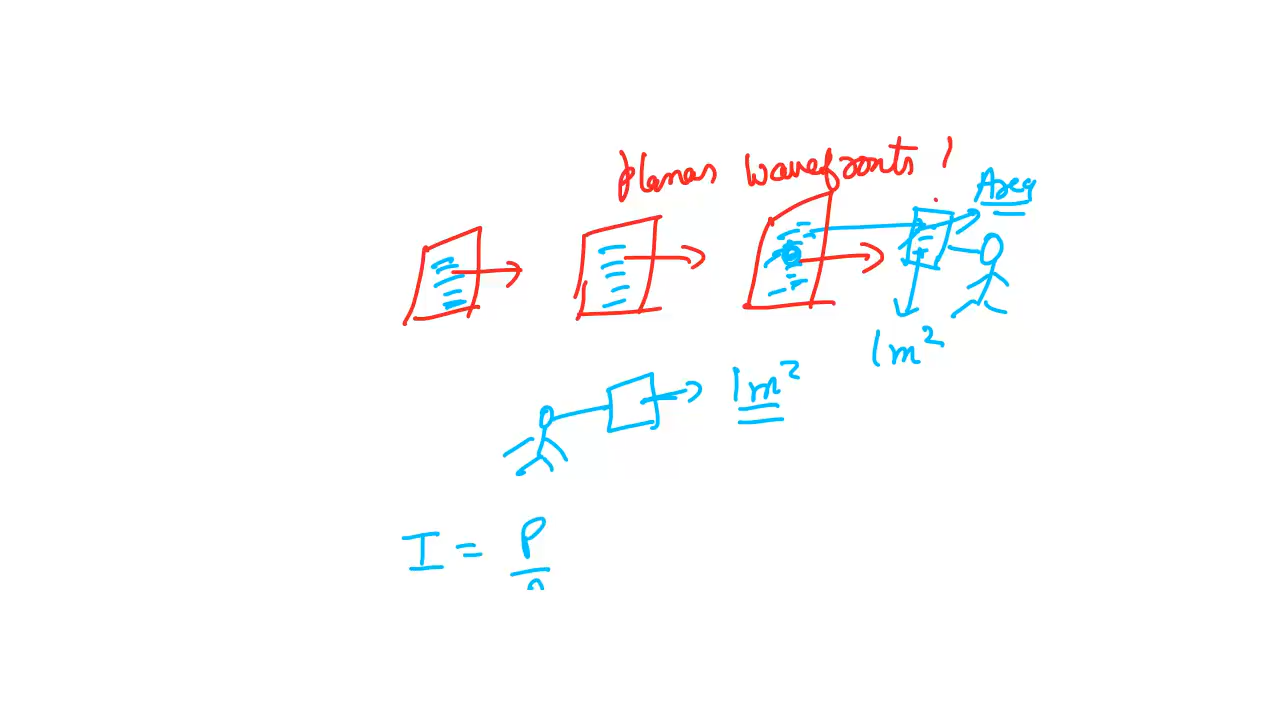 Planar wavefronts !
Area
1m²
1m²
I = P